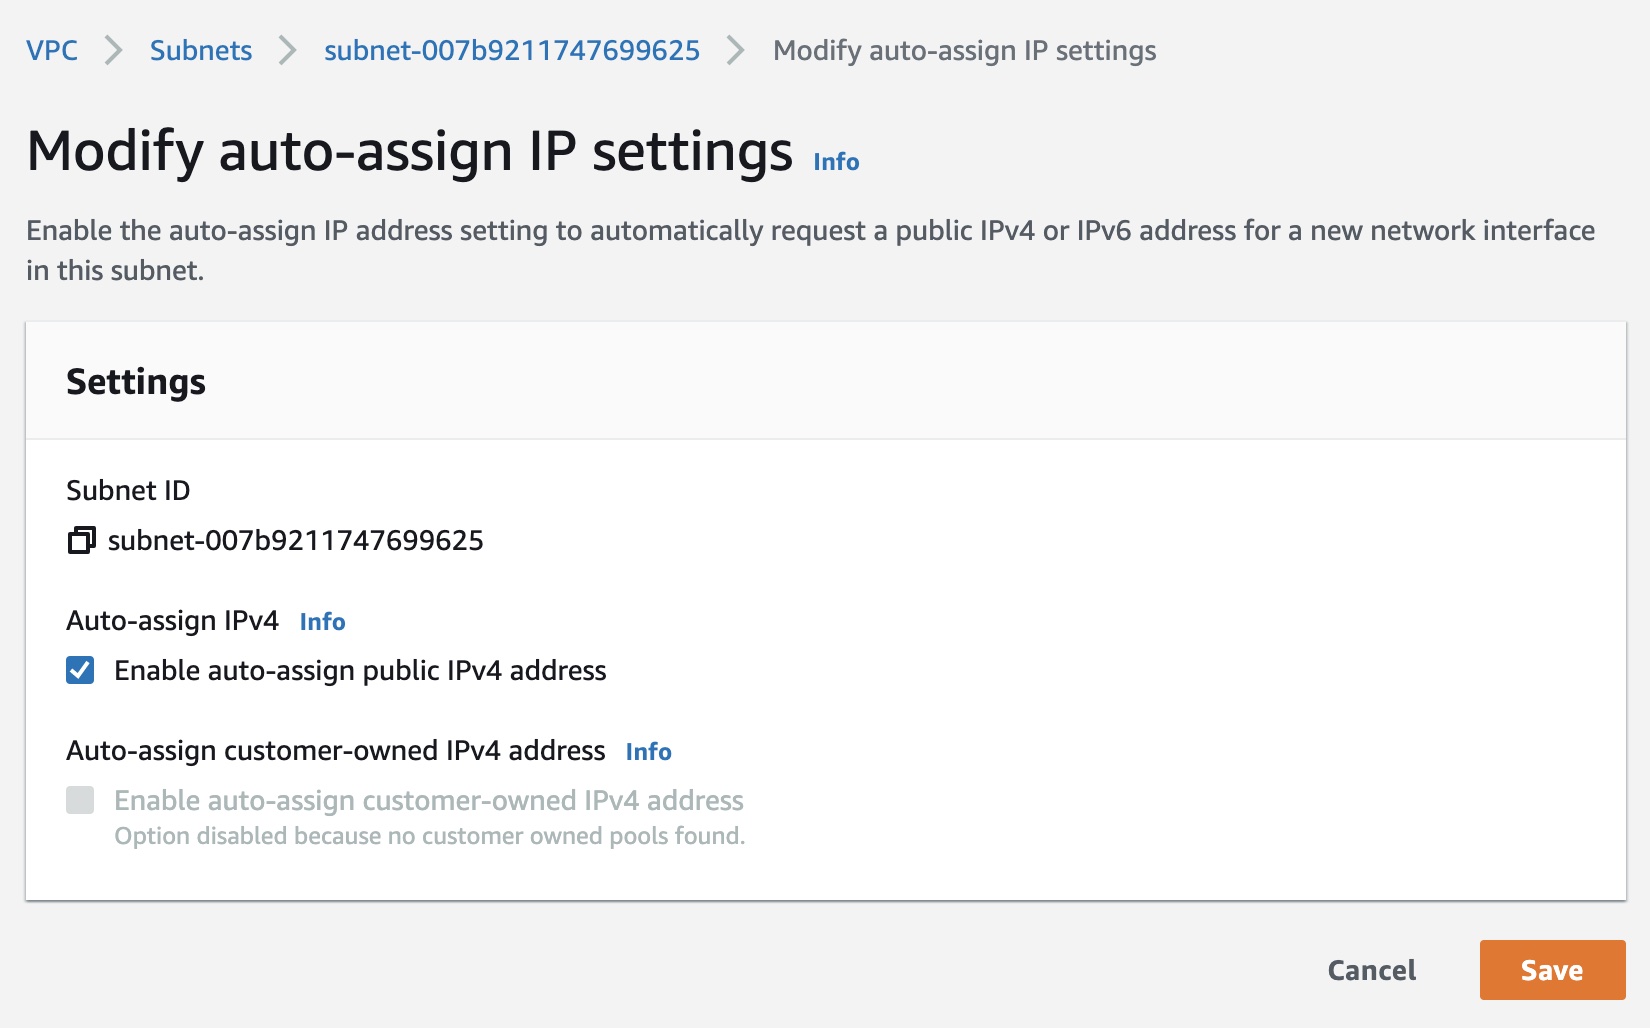 VPC > Subnets > subnet-007b9211747699625 > Modify auto-assign IP settings
Modify auto-assign IP settings Info
Enable the auto-assign IP address setting to automatically request a public IPv4 or IPv6 address for a new network interface
in this subnet.
Settings
Subnet ID
subnet-007b9211747699625
Auto-assign IPv4 Info
Enable auto-assign public IPv4 address
Auto-assign customer-owned IPv4 address Info
Enable auto-assign customer-owned IPv4 address
Option disabled because no customer owned pools found.
Cancel Save